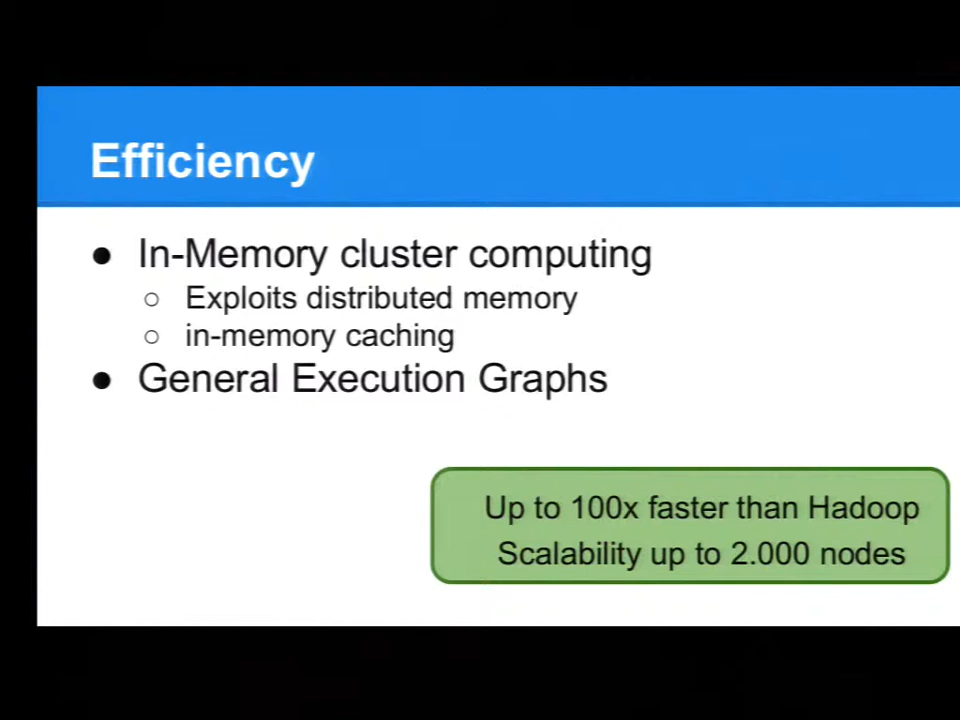 Efficiency
● In-Memory cluster computing
○ Exploits distributed memory
○ in-memory caching
● General Execution Graphs
Up to 100x faster than Hadoop
Scalability up to 2.000 nodes